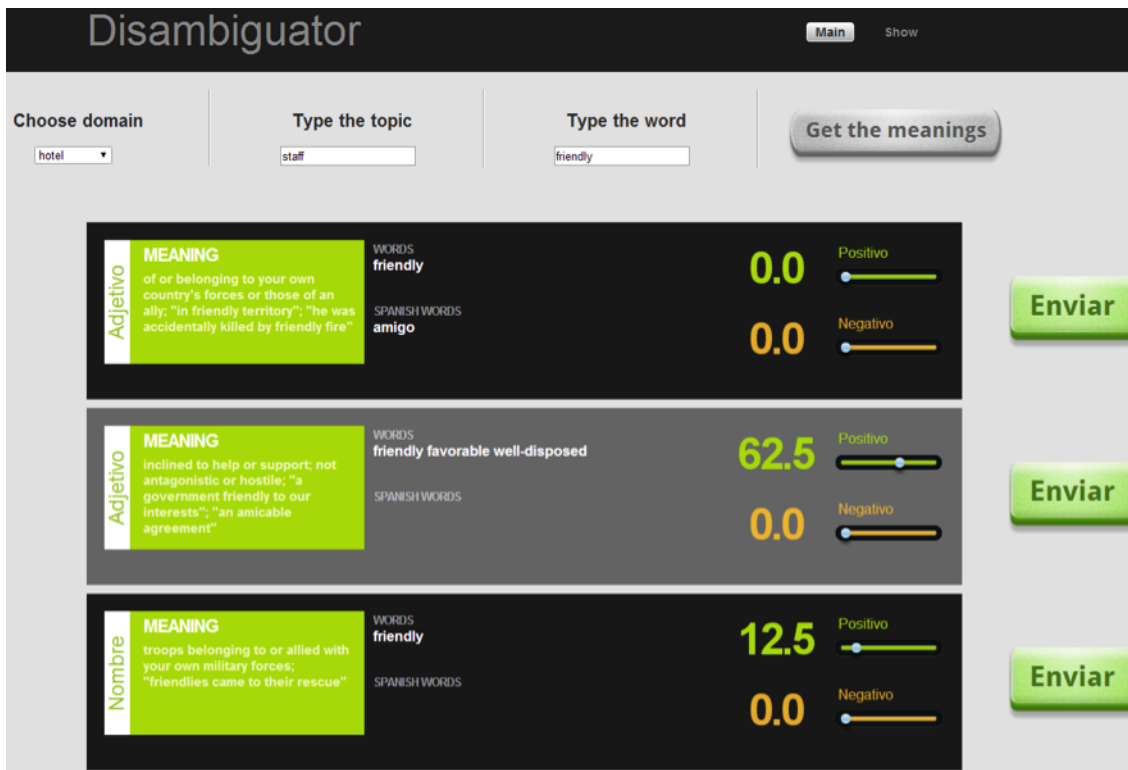 Disambiguator
Main Show
Choose domain Type the topic Type the word Get the meanings
hotel staff friendly
Adjetivo
MEANING
of or belonging to your own
country's forces or those of an
ally; "in friendly territory"; "he was
accidentally killed by friendly fire"
WORDS
friendly
SPANISH WORDS
amigo
0.0 Positivo
0.0 Negativo
Enviar
Adjetivo
MEANING
inclined to help or support; not
antagonistic or hostile; "a
government friendly to our
interests"; "an amicable
agreement"
WORDS
friendly favorable well-disposed
SPANISH WORDS
62.5 Positivo
0.0 Negativo
Enviar
Nombre
MEANING
troops belonging to or allied with
your own military forces;
"friendlies came to their rescue"
WORDS
friendly
SPANISH WORDS
12.5 Positivo
0.0 Negativo
Enviar